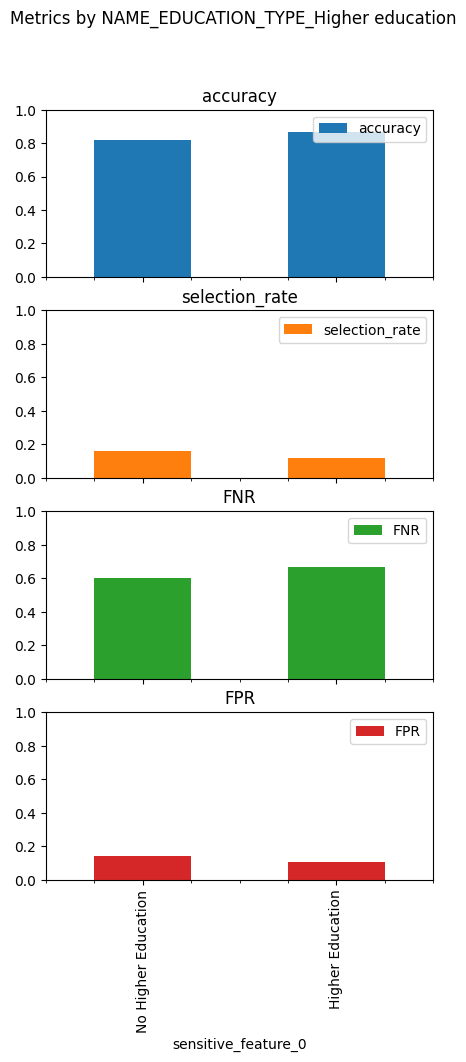 Metrics by NAME_EDUCATION_TYPE_Higher education
accuracy
1.0
0.8
0.6
0.4
0.2
0.0
accuracy
selection_rate
1.0
0.8
0.6
0.4
0.2
0.0
selection_rate
FNR
1.0
0.8
0.6
0.4
0.2
0.0
FNR
FPR
1.0
0.8
0.6
0.4
0.2
0.0
FPR
No Higher Education
Higher Education
sensitive_feature_0